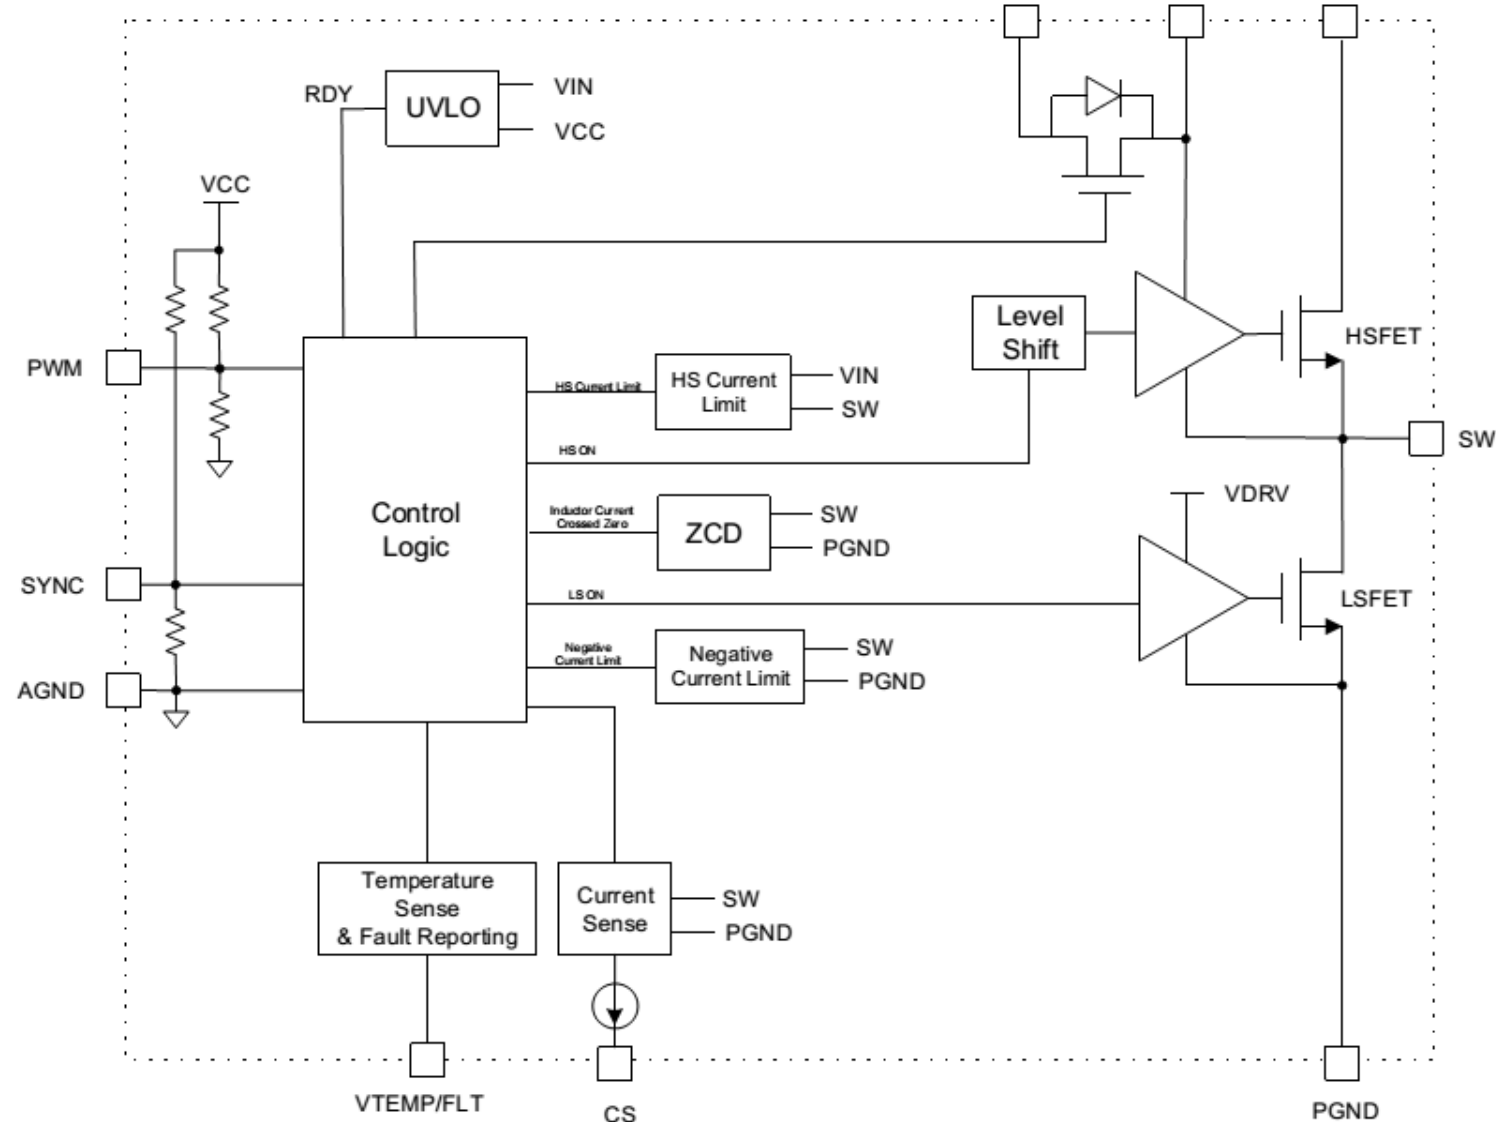 RDY
UVLO
VIN
VCC
VCC
PWM
SYNC
AGND
Control
Logic
HS Current Limit
HS Current
Limit
VIN
SW
HS ON
Level
Shift
HSFET
SW
Inductor Current
Crossed Zero
ZCD
SW
PGND
VDRV
LS ON
LSFET
Negative
Current Limit
Negative
Current Limit
SW
PGND
Temperature
Sense
& Fault Reporting
Current
Sense
SW
PGND
VTEMP/FLT
CS
PGND